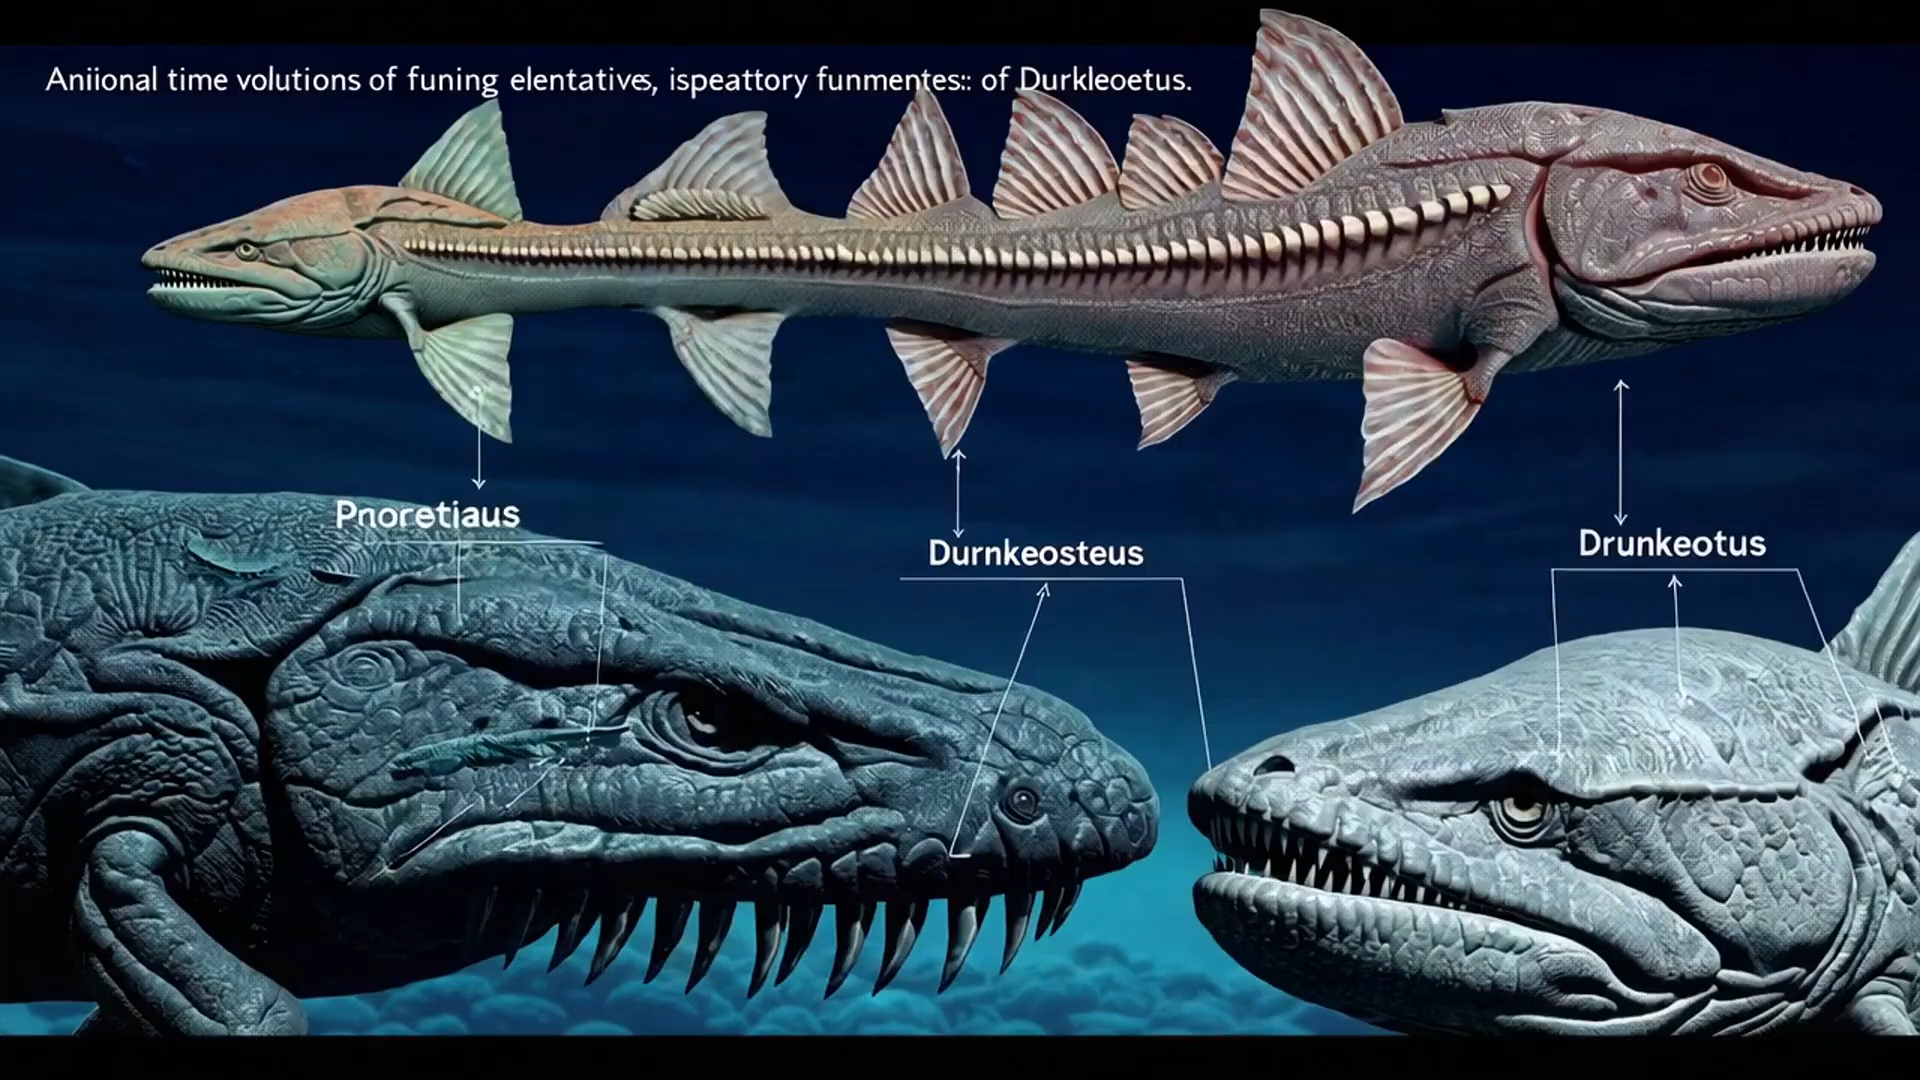 Aniional time volutions of funing elentatives, ispeattory funmentes:: of Durkleoetus.
Pnoretiaus
Durnkeosteus
Drunkeotus